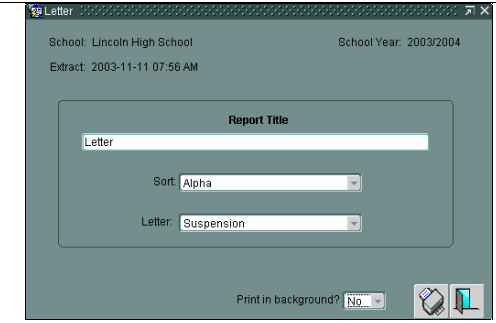 Letter
School: Lincoln High School School Year: 2003/2004
Extract: 2003-11-11 07:56 AM
Report Title
Letter
Sort: Alpha
Letter: Suspension
Print in background? No